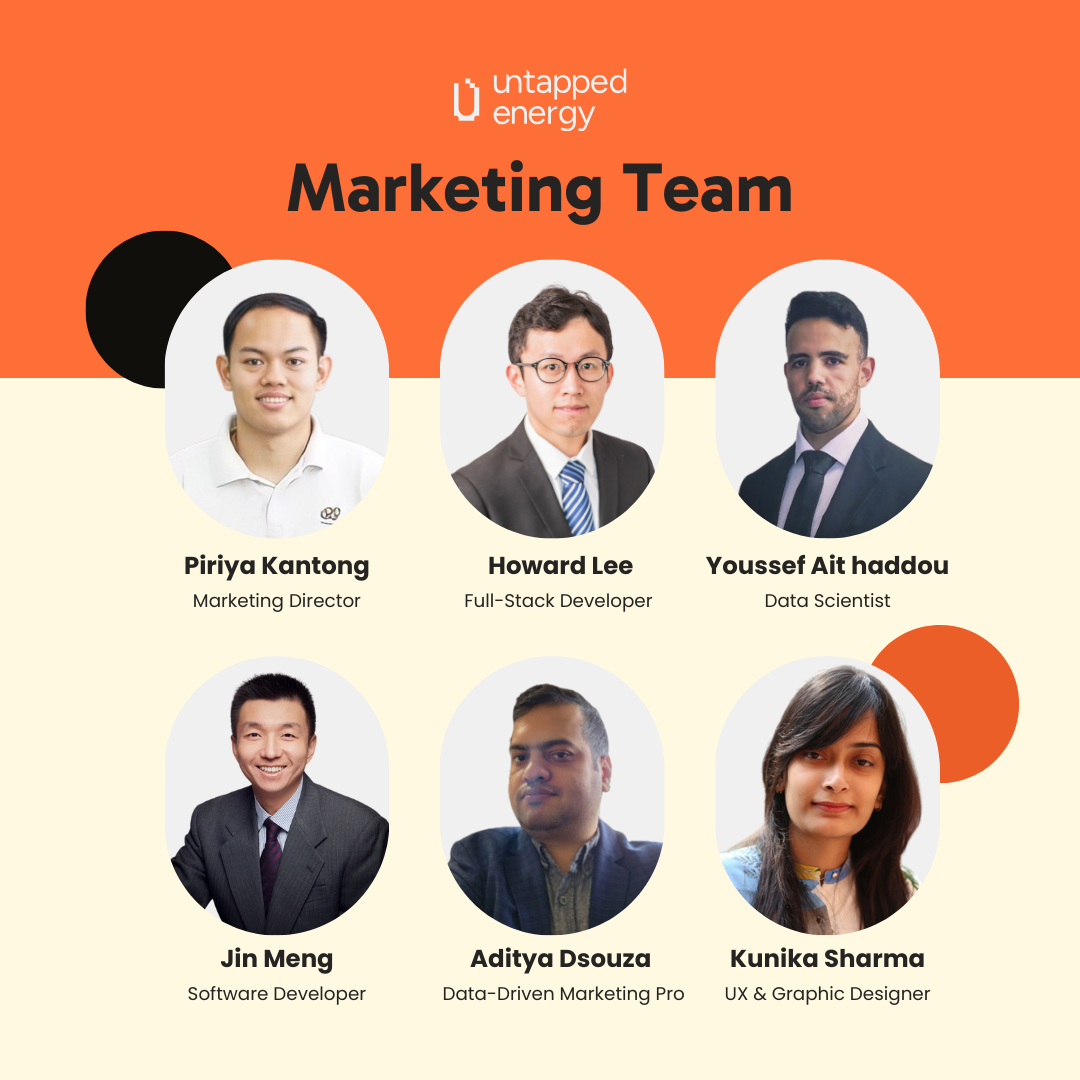 untapped
energy
Marketing Team
Piriya Kantong
Marketing Director
Howard Lee
Full-Stack Developer
Youssef Ait haddou
Data Scientist
Jin Meng
Software Developer
Aditya Dsouza
Data-Driven Marketing Pro
Kunika Sharma
UX & Graphic Designer